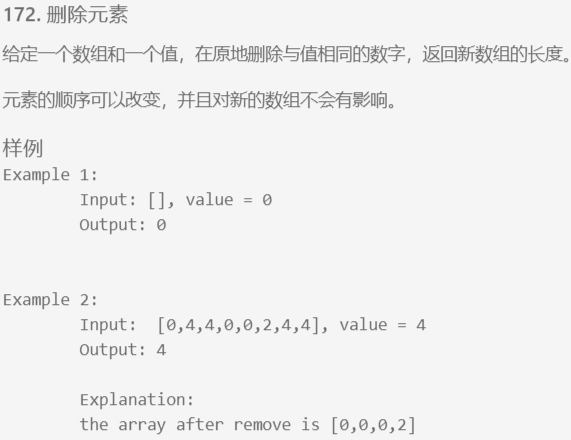 172. 删除元素
给定一个数组和一个值，在原地删除与值相同的数字，返回新数组的长度。
元素的顺序可以改变，并且对新的数组不会有影响。
样例
Example 1:
Input: [], value = 0
Output: 0
Example 2:
Input:  [0,4,4,0,0,2,4,4], value = 4
Output: 4
Explanation:
the array after remove is [0,0,0,2]